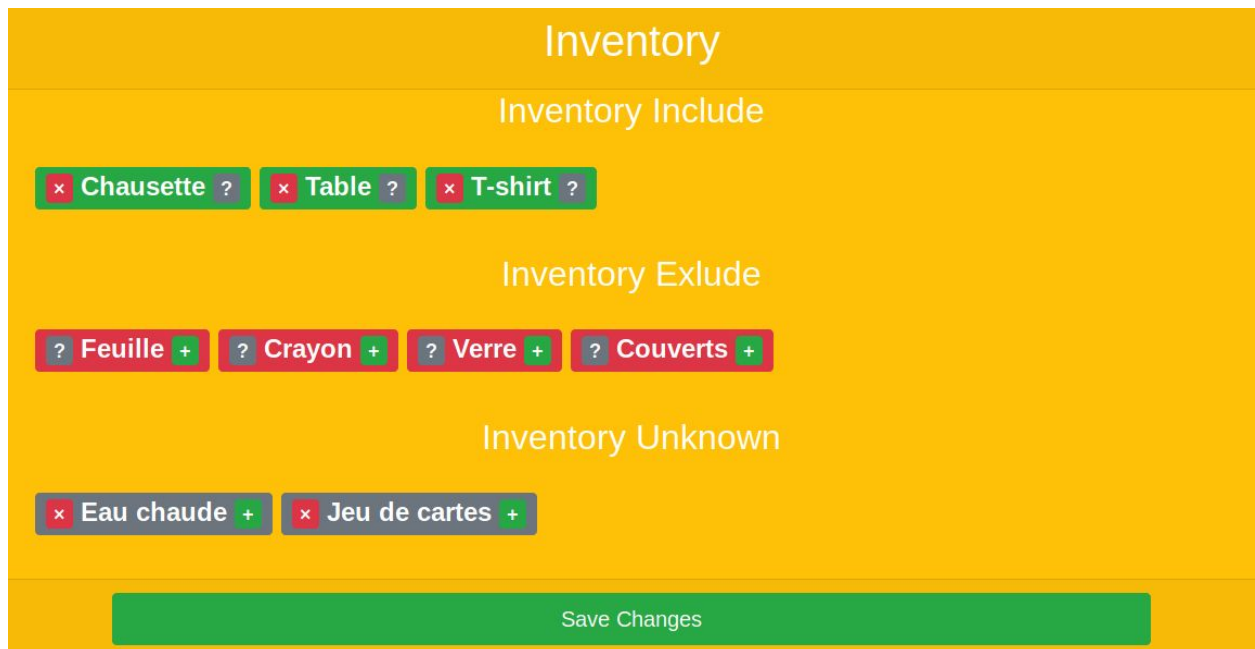 Inventory
Inventory Include
× Chausette ? × Table ? × T-shirt ?
Inventory Exlude
? Feuille + ? Crayon + ? Verre + ? Couverts +
Inventory Unknown
× Eau chaude + × Jeu de cartes +
Save Changes